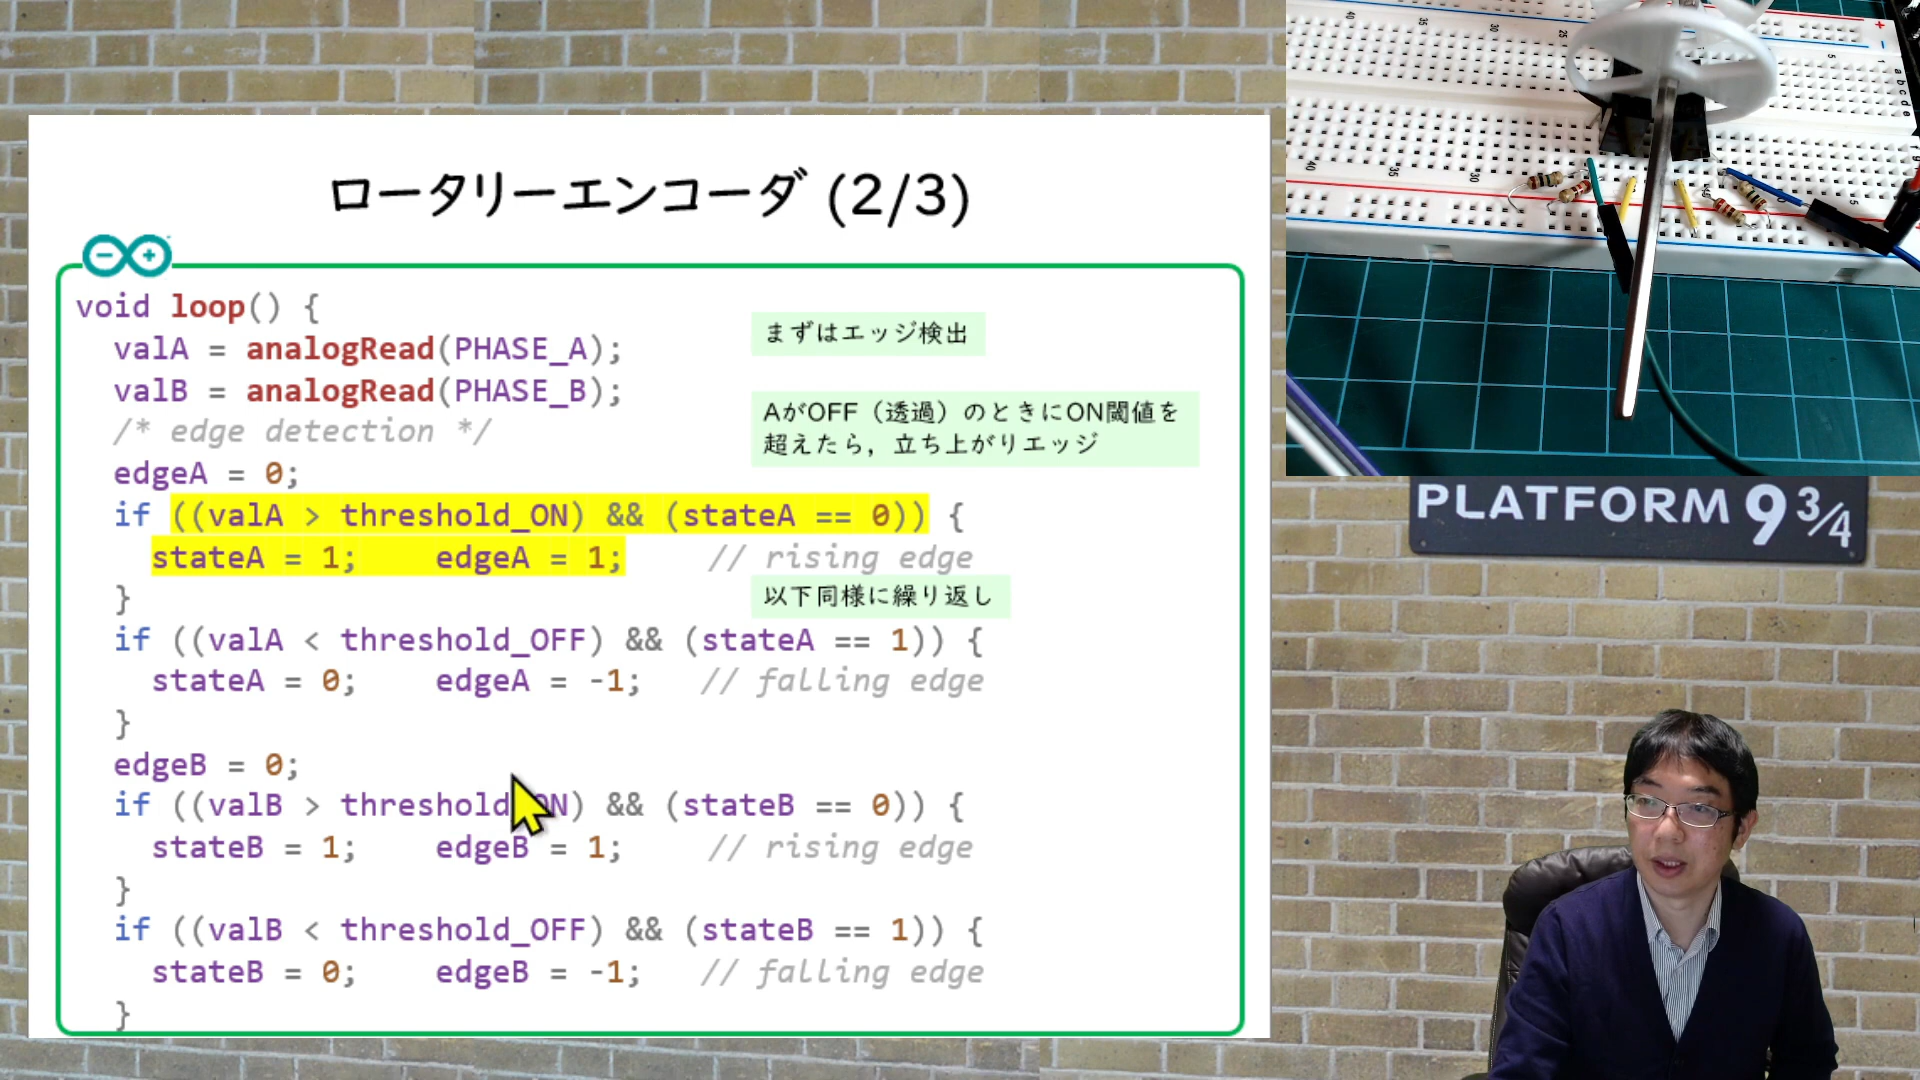 ロータリーエンコーダ (2/3)
void loop() {
valA = analogRead(PHASE_A);
valB = analogRead(PHASE_B);
/* edge detection */
edgeA = 0;
if ((valA > threshold_ON) && (stateA == 0)) {
stateA = 1; edgeA = 1; // rising edge
}
if ((valA < threshold_OFF) && (stateA == 1)) {
stateA = 0; edgeA = -1; // falling edge
}
edgeB = 0;
if ((valB > threshold_ON) && (stateB == 0)) {
stateB = 1; edgeB = 1; // rising edge
}
if ((valB < threshold_OFF) && (stateB == 1)) {
stateB = 0; edgeB = -1; // falling edge
}
まずはエッジ検出
AがOFF（透過）のときにON閾値を
超えたら，立ち上がりエッジ
以下同様に繰り返し
PLATFORM 9 3/4